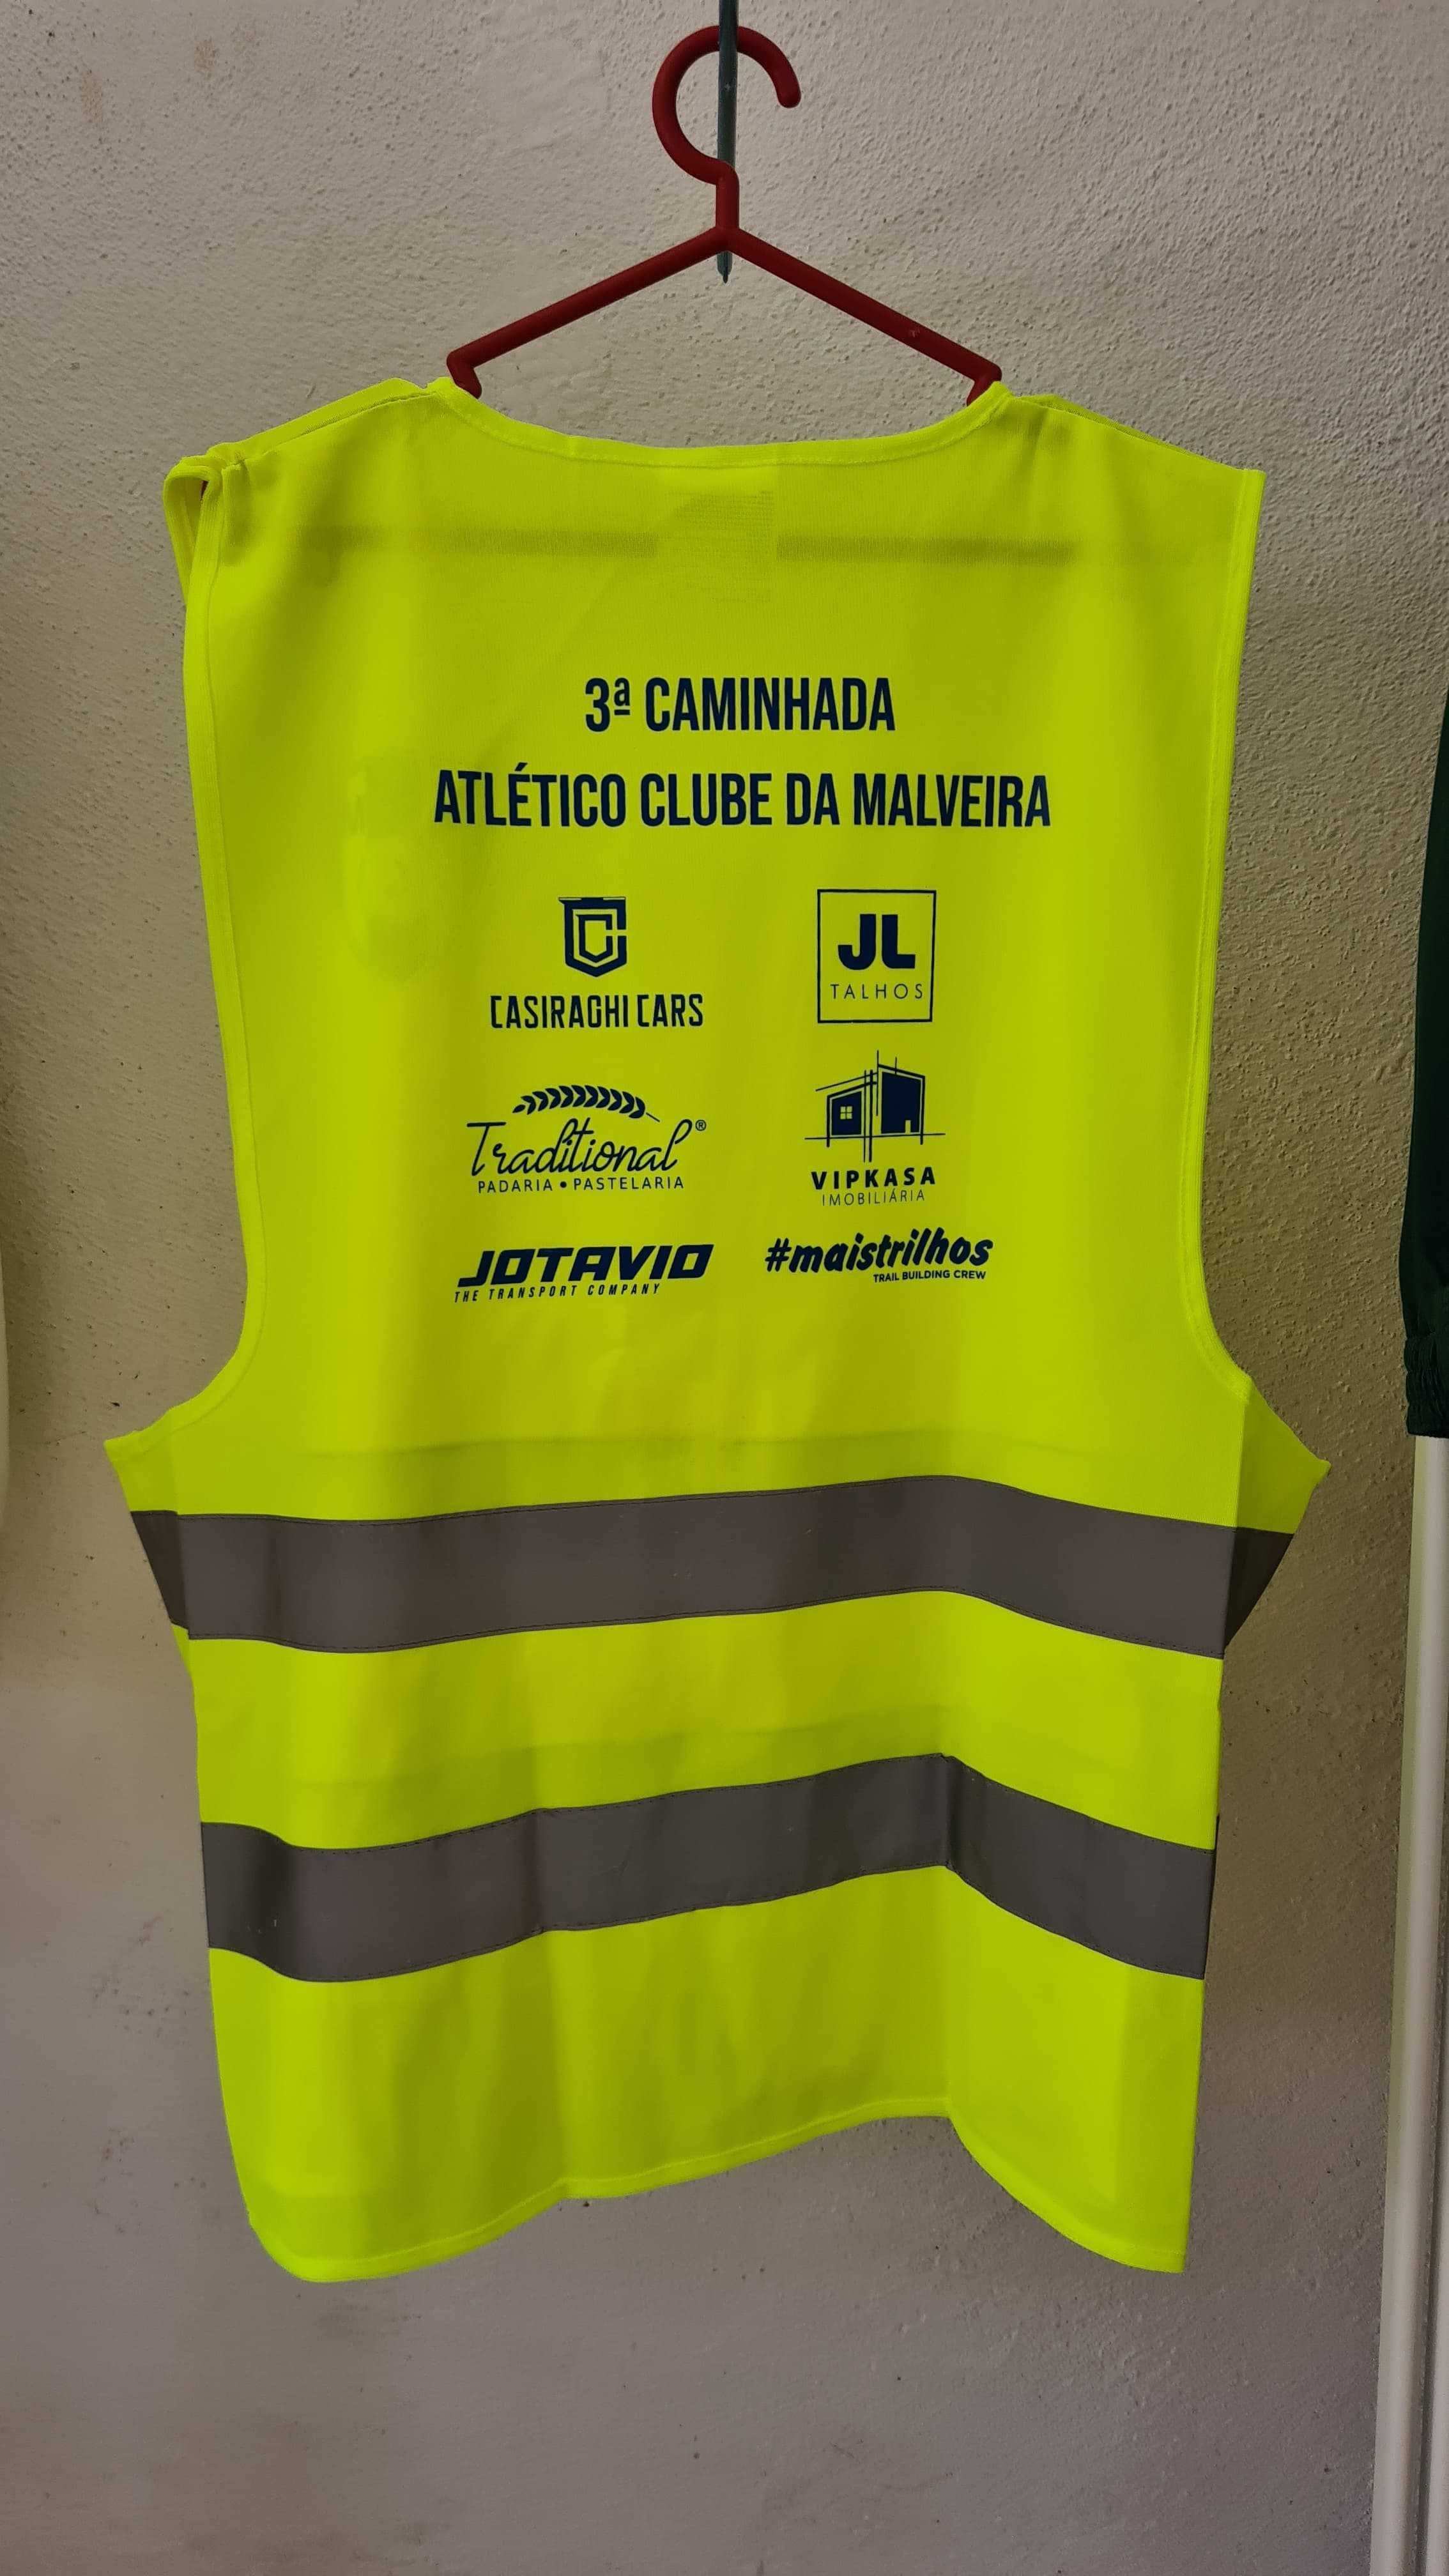 3ª CAMINHADA
ATLÉTICO CLUBE DA MALVEIRA
CASIRAGHI CARS
JL
TALHOS
Traditional®
PADARIA • PASTELARIA
VIPKASA
IMOBILIÁRIA
JOTAVIO
THE TRANSPORT COMPANY
#maistrilhos
TRAIL BUILDING CREW